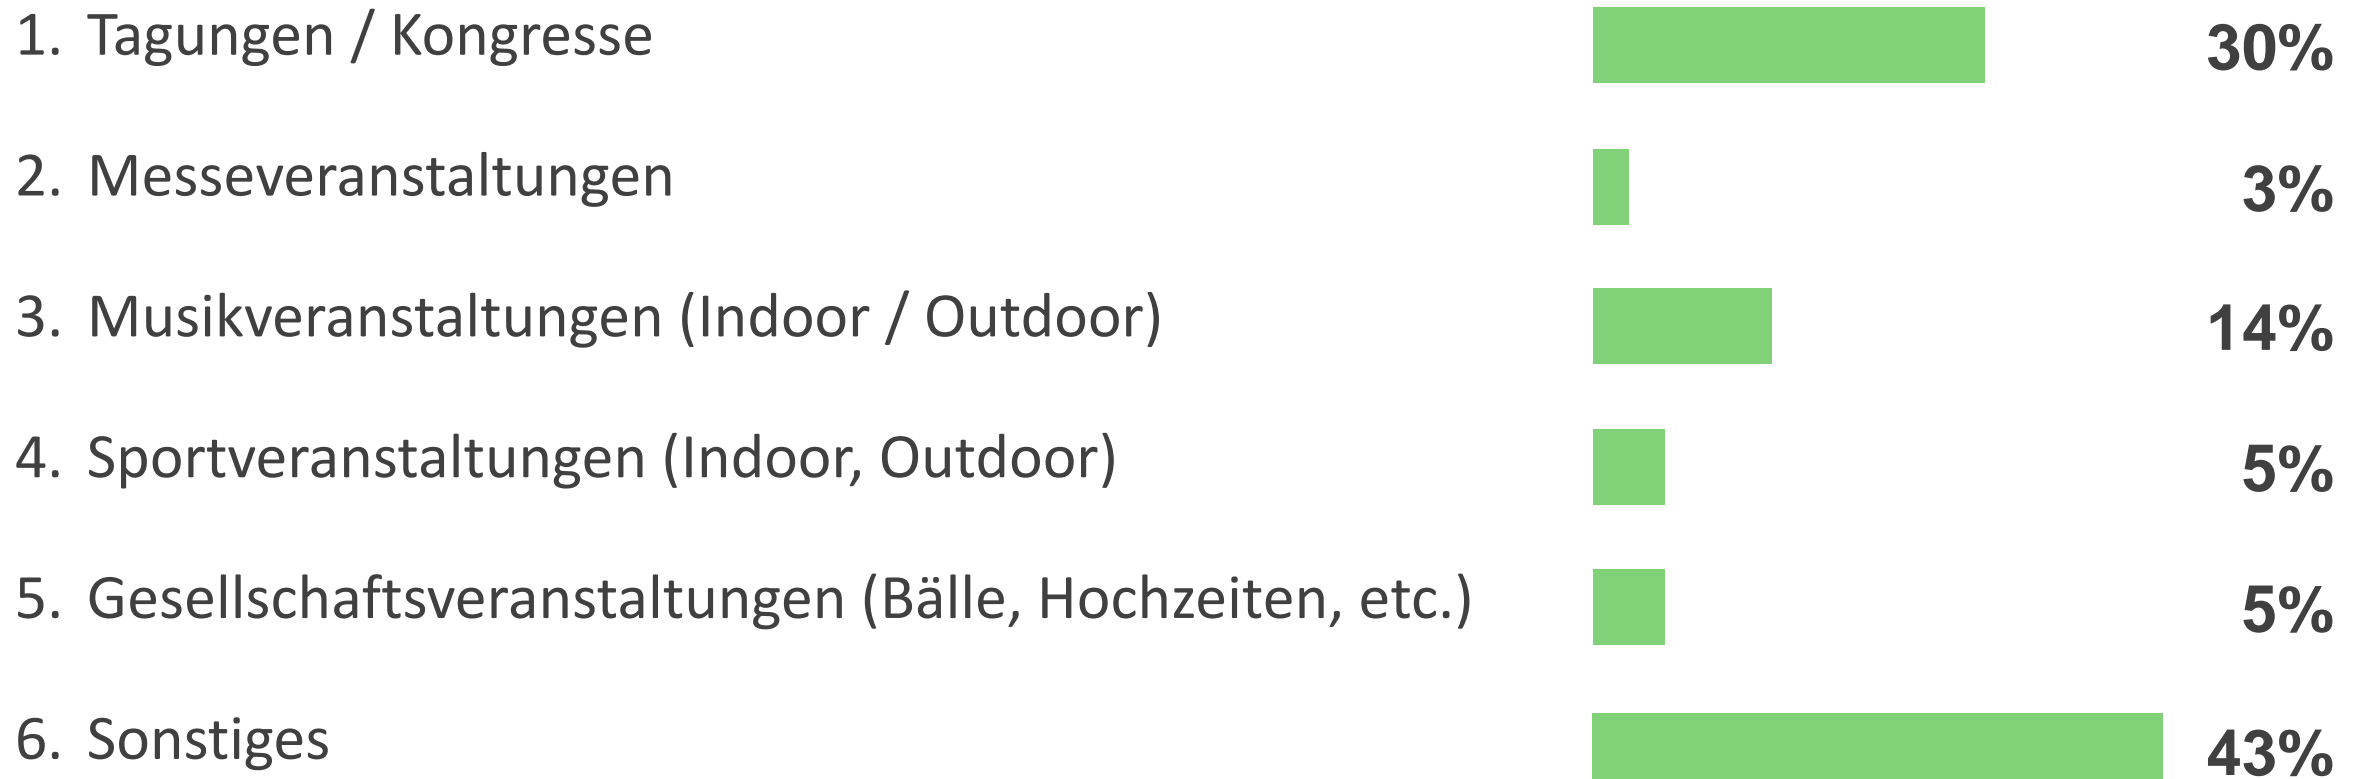 1. Tagungen / Kongresse 30%
2. Messeveranstaltungen 3%
3. Musikveranstaltungen (Indoor / Outdoor) 14%
4. Sportveranstaltungen (Indoor, Outdoor) 5%
5. Gesellschaftsveranstaltungen (Bälle, Hochzeiten, etc.) 5%
6. Sonstiges 43%